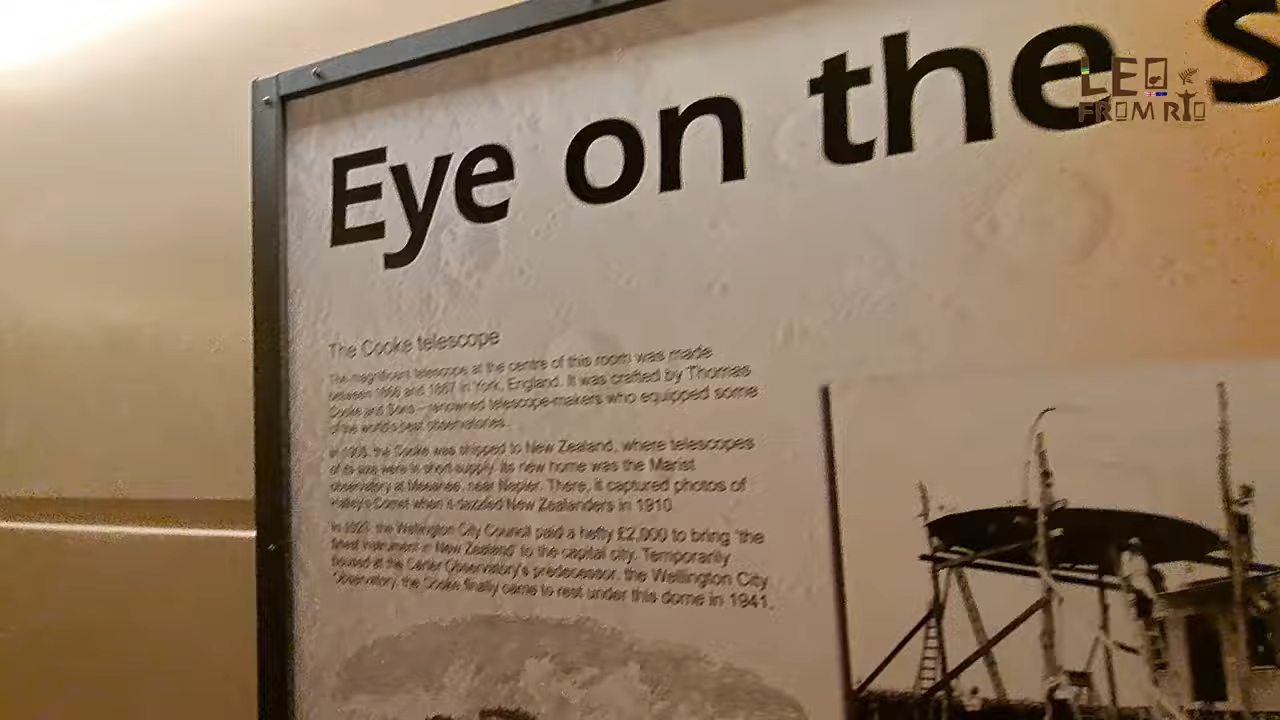 Eye on the s
LEO
FROM RIO
The Cooke telescope
The magnificent telescope at the centre of this room was made
between 1866 and 1867 in York, England. It was crafted by Thomas
Cooke and Sons – renowned telescope-makers who equipped some
of the world's best observatories.
In the Cooke was shipped to New Zealand, where telescopes
of its size were in short supply. Its new home was the Marist
observatory at Meeanee, near Napier. There, it captured photos of
Halley's Comet when it dazzled New Zealanders in 1910
In the Wellington City Council paid a hefty £2,000 to bring 'the
finest instrument in New Zealand' to the capital city. Temporarily
housed at the Carter Observatory's predecessor, the Wellington City
Observatory, the Cooke finally came to rest under this dome in 1941.